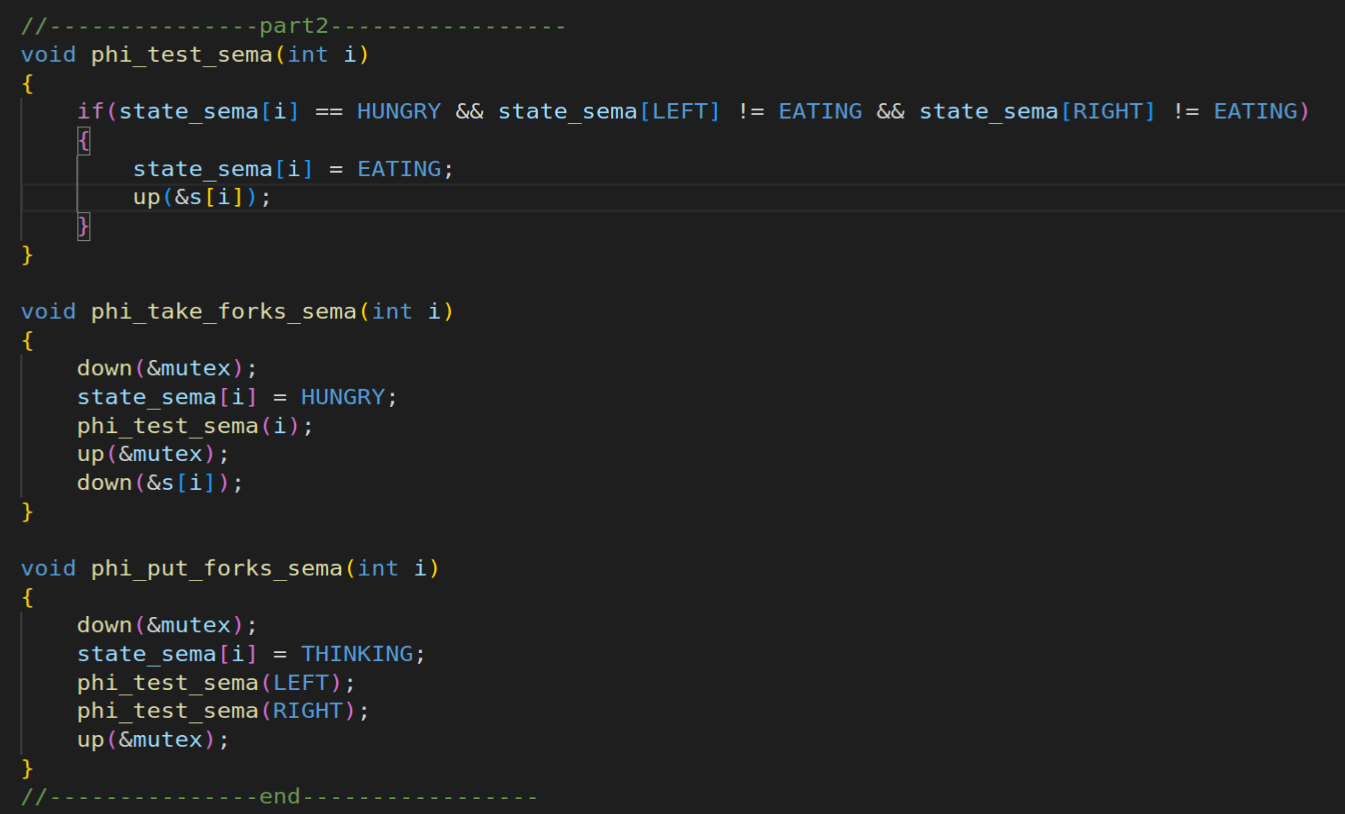 //---------------part2-----------------
void phi_test_sema(int i)
{
    if(state_sema[i] == HUNGRY && state_sema[LEFT] != EATING && state_sema[RIGHT] != EATING)
    {
        state_sema[i] = EATING;
        up(&s[i]);
    }
}

void phi_take_forks_sema(int i)
{
    down(&mutex);
    state_sema[i] = HUNGRY;
    phi_test_sema(i);
    up(&mutex);
    down(&s[i]);
}

void phi_put_forks_sema(int i)
{
    down(&mutex);
    state_sema[i] = THINKING;
    phi_test_sema(LEFT);
    phi_test_sema(RIGHT);
    up(&mutex);
}
//---------------end-----------------